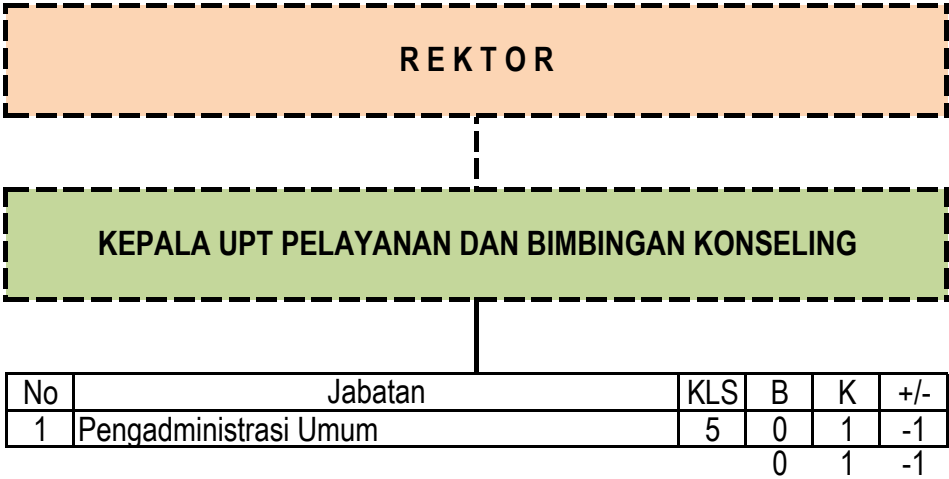 R E K T O R
KEPALA UPT PELAYANAN DAN BIMBINGAN KONSELING
No Jabatan KLS B K +/-
1 Pengadministrasi Umum 5 0 1 -1
0 1 -1